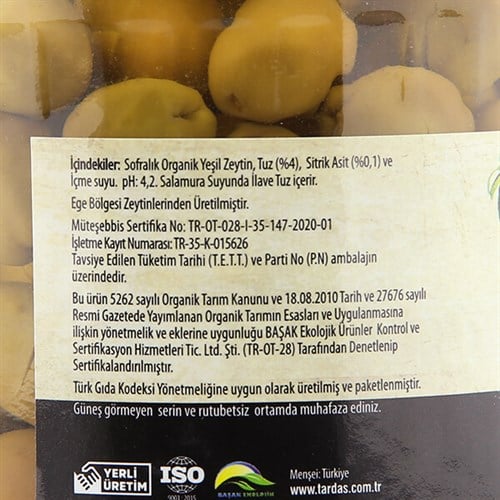 İçindekiler: Sofralık Organik Yeşil Zeytin, Tuz (%4), Sitrik Asit (%0,1) ve
İçme suyu. pH: 4,2. Salamura Suyunda İlave Tuz içerir.
Ege Bölgesi Zeytinlerinden Üretilmiştir.
Müteşebbis Sertifika No: TR-OT-028-I-35-147-2020-01
İşletme Kayıt Numarası: TR-35-K-015626
Tavsiye Edilen Tüketim Tarihi (T.E.T.T.) ve Parti No (P.N) ambalajın
üzerindedir.
Bu ürün 5262 sayılı Organik Tarım Kanunu ve 18.08.2010 Tarih ve 27676 sayılı
Resmi Gazetede Yayımlanan Organik Tarımın Esasları ve Uygulanmasına
ilişkin yönetmelik ve eklerine uygunluğu BAŞAK Ekolojik Ürünler Kontrol ve
Sertifikasyon Hizmetleri Tic. Ltd. Şti. (TR-OT-28) Tarafından Denetlenip
Sertifikalandırılmıştır.
Türk Gıda Kodeksi Yönetmeliğine uygun olarak üretilmiş ve paketlenmiştir.
Güneş görmeyen serin ve rutubetsiz ortamda muhafaza ediniz.
YERLİ
ÜRETİM
ISO
9001:2015
BAŞAK EKOLOJİK
Menşei: Türkiye
www.lardas.com.tr